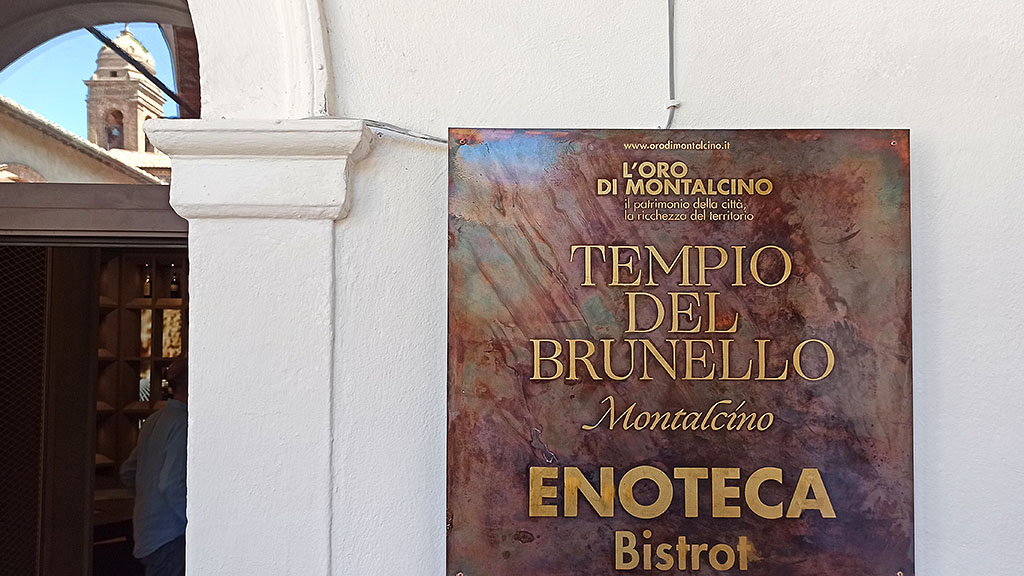 www.orodimontalcino.it
L'ORO
DI MONTALCINO
il patrimonio della città,
la ricchezza del territorio
TEMPIO
DEL
BRUNELLO
Montalcino
ENOTECA
Bistrot